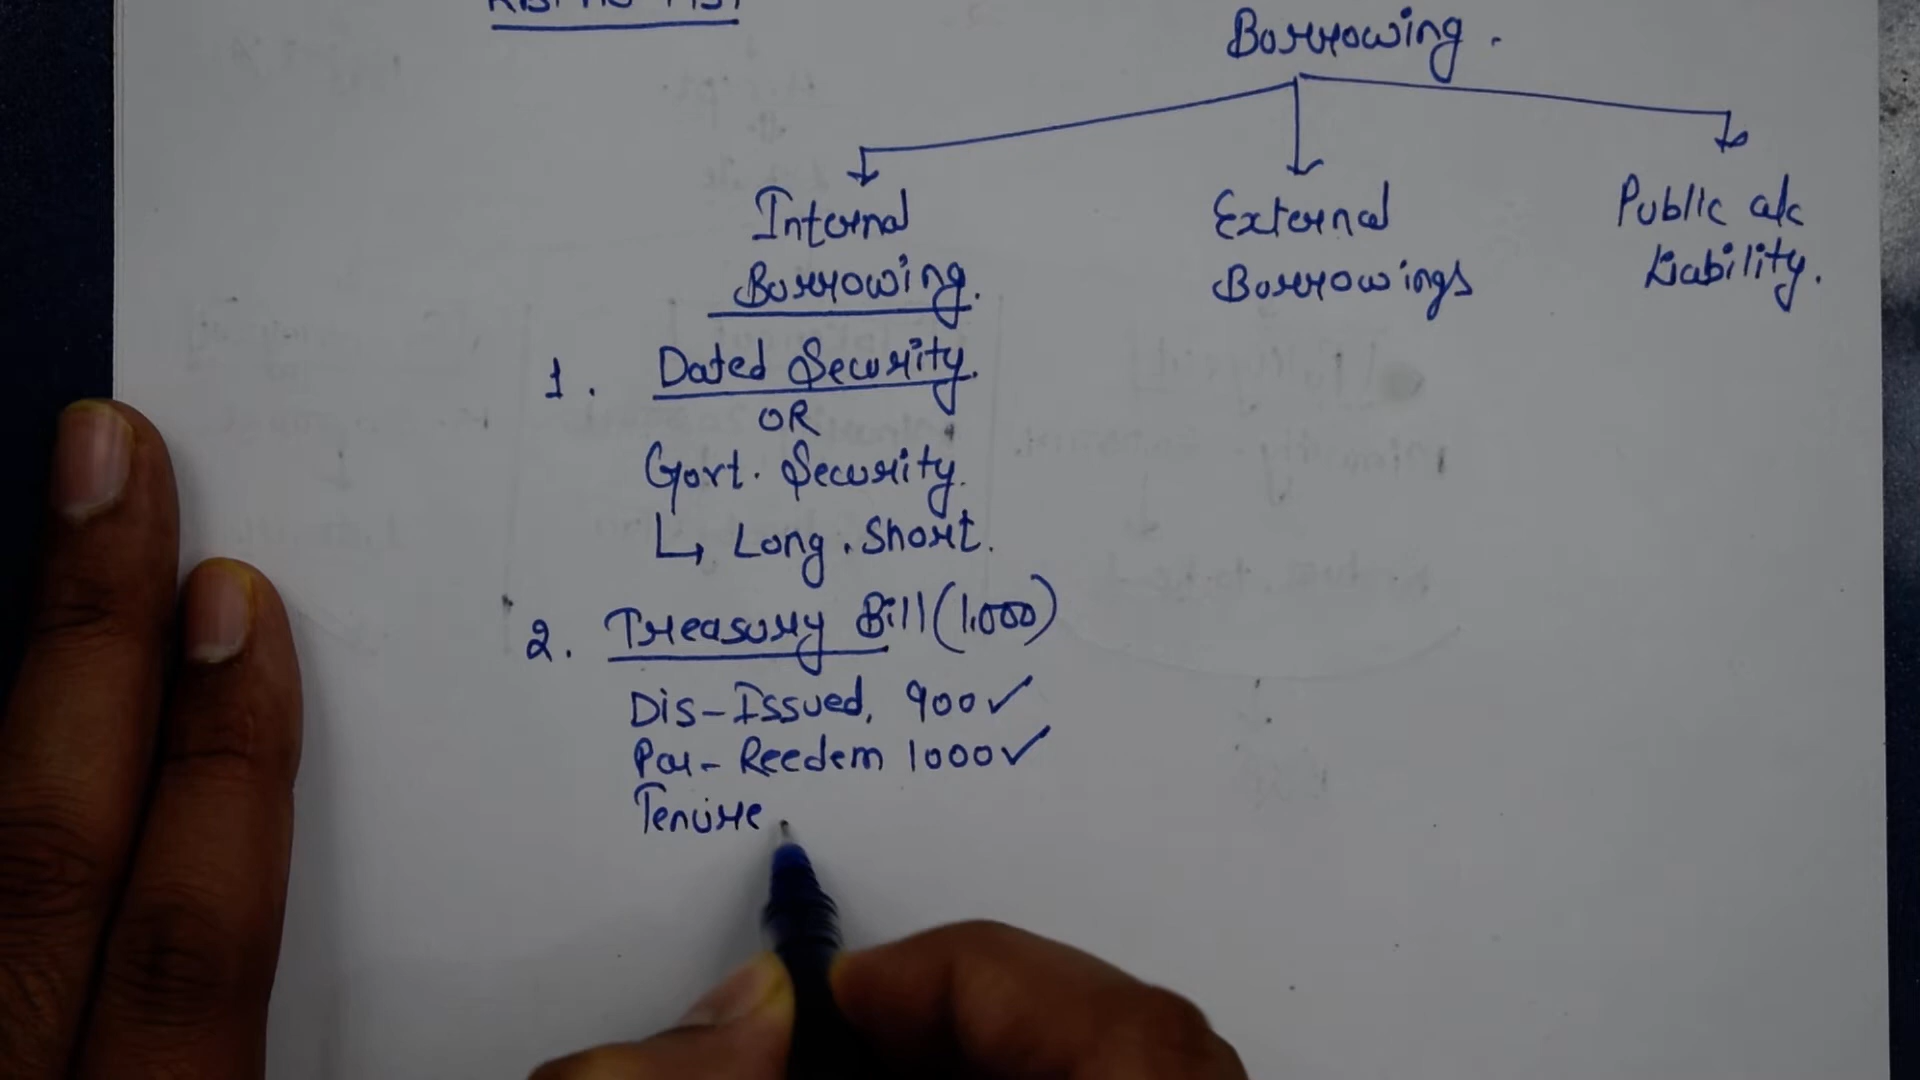 Borrowing.
Internal
Borrowing.
External
Borrowings
Public a/c
Liability.
1. Dated Security.
OR
Govt. Security.
↳ Long. Short.
2. Treasury Bill (1,000)
Dis-Issued, 900✓
Par- Reedem 1000✓
Tenure